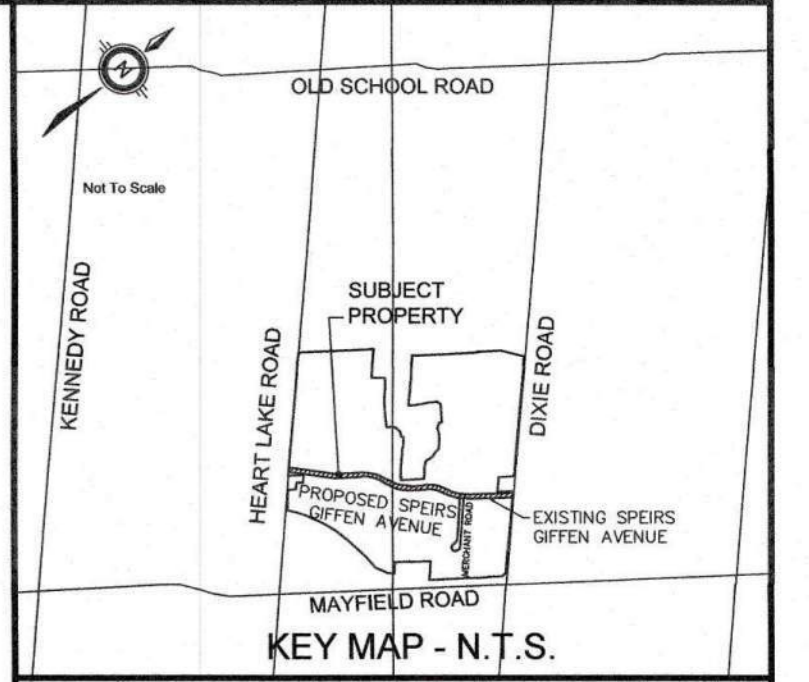 N
OLD SCHOOL ROAD
Not To Scale
KENNEDY ROAD
SUBJECT
PROPERTY
HEART LAKE ROAD
DIXIE ROAD
PROPOSED SPEIRS
GIFFEN AVENUE
MERCHANT ROAD
EXISTING SPEIRS
GIFFEN AVENUE
MAYFIELD ROAD
KEY MAP - N.T.S.